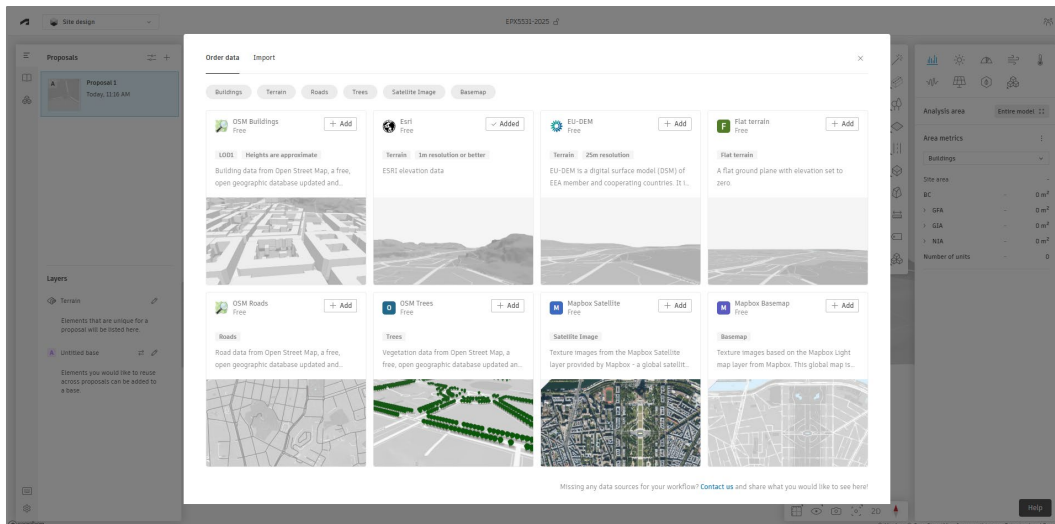 Site design
EPX5531-2025
Proposals
Proposal 1
Today, 11:16 AM
Order data
Import
Buildings
Terrain
Roads
Trees
Satellite Image
Basemap
OSM Buildings
Free
+ Add
LOD1
Heights are approximate
Building data from Open Street Map, a free,
open geographic database updated and…
Esri
Free
Added
Terrain
1m resolution or better
ESRI elevation data
EU-DEM
Free
+ Add
Terrain
25m resolution
EU-DEM is a digital surface model (DSM) of
EEA member and cooperating countries. It i…
F
Flat terrain
Free
+ Add
Flat terrain
A flat ground plane with elevation set to
zero.
OSM Roads
Free
+ Add
Roads
Road data from Open Street Map, a free,
open geographic database updated and…
O
OSM Trees
Free
+ Add
Trees
Vegetation data from Open Street Map, a
free, open geographic database updated an…
M
Mapbox Satellite
Free
+ Add
Satellite Image
Texture images from the Mapbox Satellite
layer provided by Mapbox - a global satellit…
M
Mapbox Basemap
Free
+ Add
Basemap
Texture images based on the Mapbox Light
map layer from Mapbox. This global map is…
Missing any data sources for your workflow? Contact us and share what you would like to see here!
Layers
Terrain
Elements that are unique for a
proposal will be listed here.
Untitled base
Elements you would like to reuse
across proposals can be added to
a base.
Analysis area
Entire model
Area metrics
Buildings
Site area -
BC - 0 m²
GFA - 0 m²
GIA - 0 m²
NIA - 0 m²
Number of units - 0
2D
Help